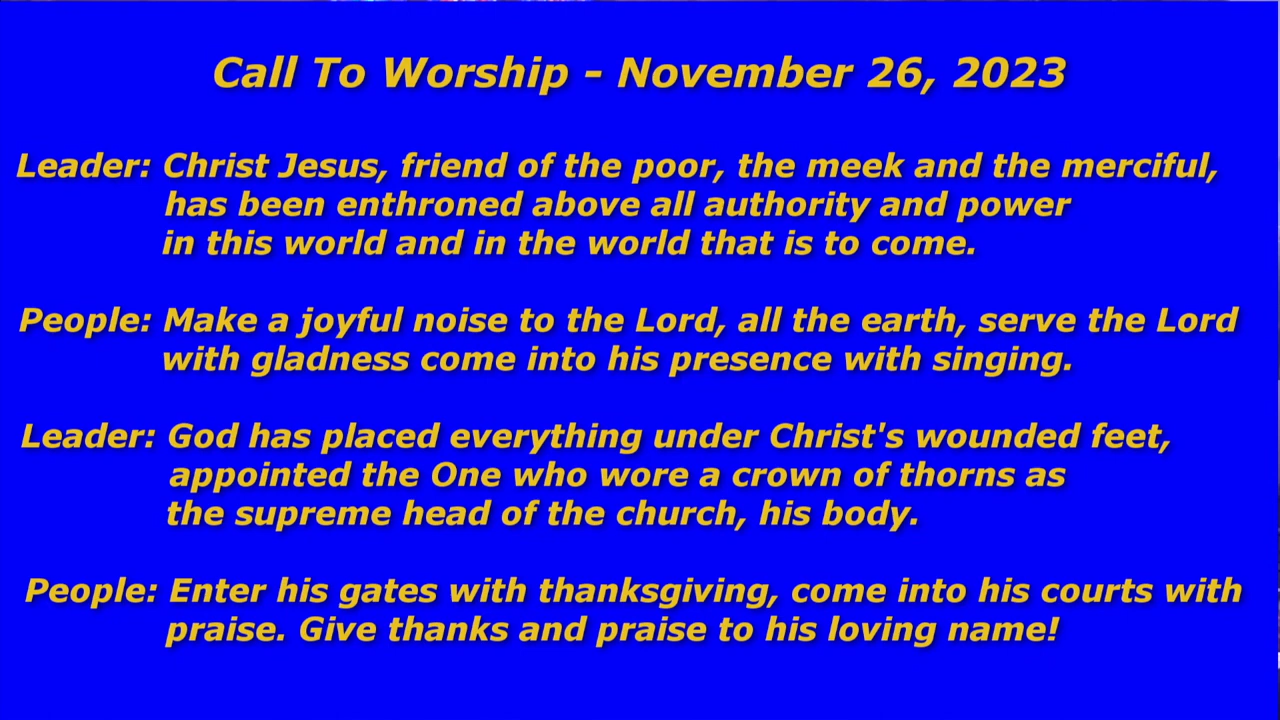 Call To Worship - November 26, 2023
Leader: Christ Jesus, friend of the poor, the meek and the merciful,
has been enthroned above all authority and power
in this world and in the world that is to come.
People: Make a joyful noise to the Lord, all the earth, serve the Lord
with gladness come into his presence with singing.
Leader: God has placed everything under Christ's wounded feet,
appointed the One who wore a crown of thorns as
the supreme head of the church, his body.
People: Enter his gates with thanksgiving, come into his courts with
praise. Give thanks and praise to his loving name!